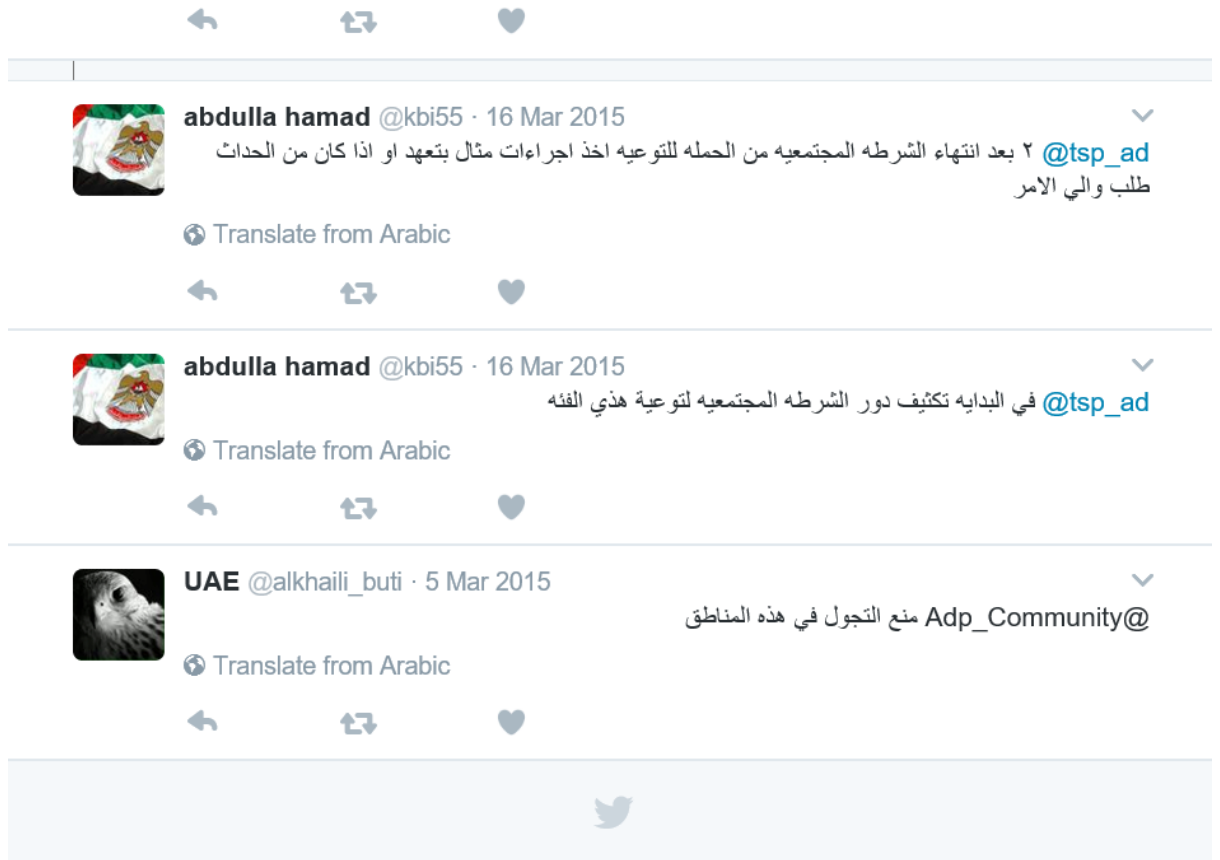 abdulla hamad @kbi55 · 16 Mar 2015
@tsp_ad ٢ بعد انتهاء الشرطه المجتمعيه من الحمله للتوعيه اخذ اجراءات مثال بتعهد او اذا كان من الحداث
طلب والي الامر
Translate from Arabic
abdulla hamad @kbi55 · 16 Mar 2015
@tsp_ad في البدايه تكثيف دور الشرطه المجتمعيه لتوعية هذي الفئه
Translate from Arabic
UAE @alkhaili_buti · 5 Mar 2015
@Adp_Community منع التجول في هذه المناطق
Translate from Arabic